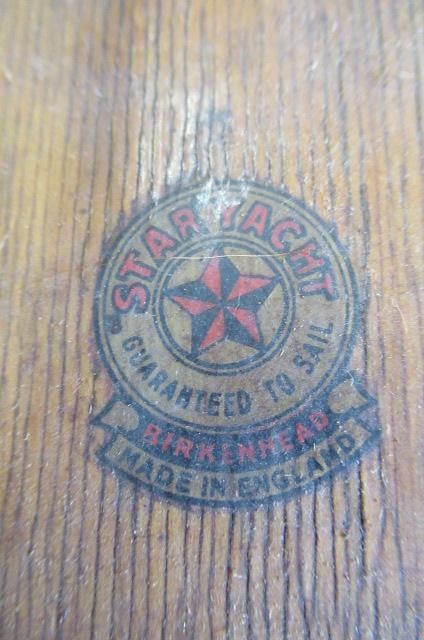 STAR YACHT
GUARANTEED TO SAIL
BIRKENHEAD
MADE IN ENGLAND